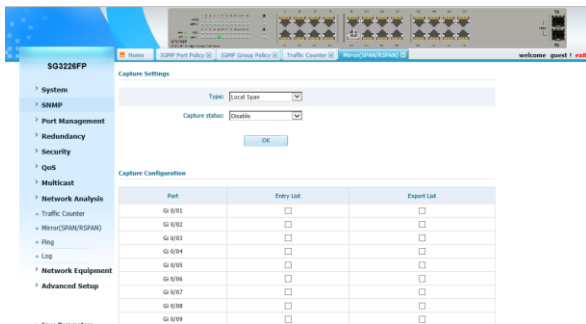 Home
IGMP Port Policy
IGMP Group Policy
Traffic Counter
Mirror(SPAN/RSPAN)
welcome guest ! exit
SG3226FP
System
SNMP
Port Management
Redundancy
Security
QoS
Multicast
Network Analysis
Traffic Counter
Mirror(SPAN/RSPAN)
Ping
Log
Network Equipment
Advanced Setup
Capture Settings
Type: Local Span
Capture status: Disable
OK
Capture Configuration
Port Entry List Export List
Gi 0/01
Gi 0/02
Gi 0/03
Gi 0/04
Gi 0/05
Gi 0/06
Gi 0/07
Gi 0/08
Gi 0/09